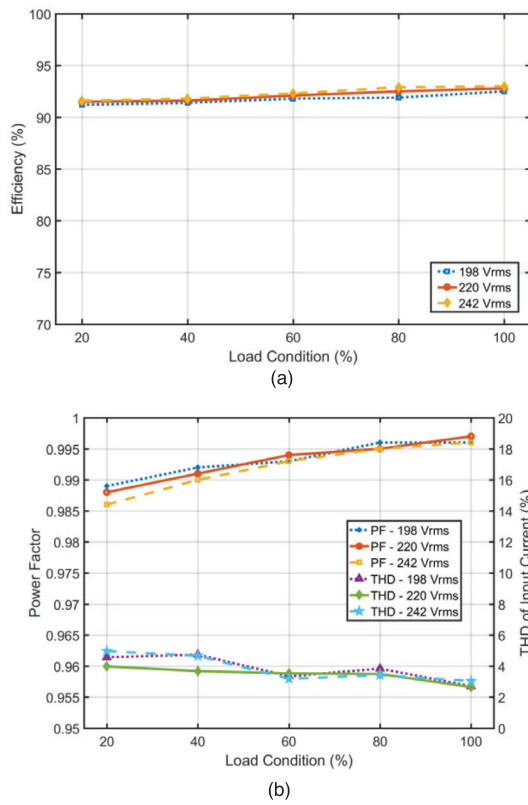 100
95
90
85
80
75
70
Efficiency (%)
198 Vrms
220 Vrms
242 Vrms
20 40 60 80 100
Load Condition (%)
(a)
1
0.995
0.99
0.985
0.98
0.975
0.97
0.965
0.96
0.955
0.95
Power Factor
PF - 198 Vrms
PF - 220 Vrms
PF - 242 Vrms
THD - 198 Vrms
THD - 220 Vrms
THD - 242 Vrms
20
18
16
14
12
10
8
6
4
2
0
THD of Input Current (%)
20 40 60 80 100
Load Condition (%)
(b)